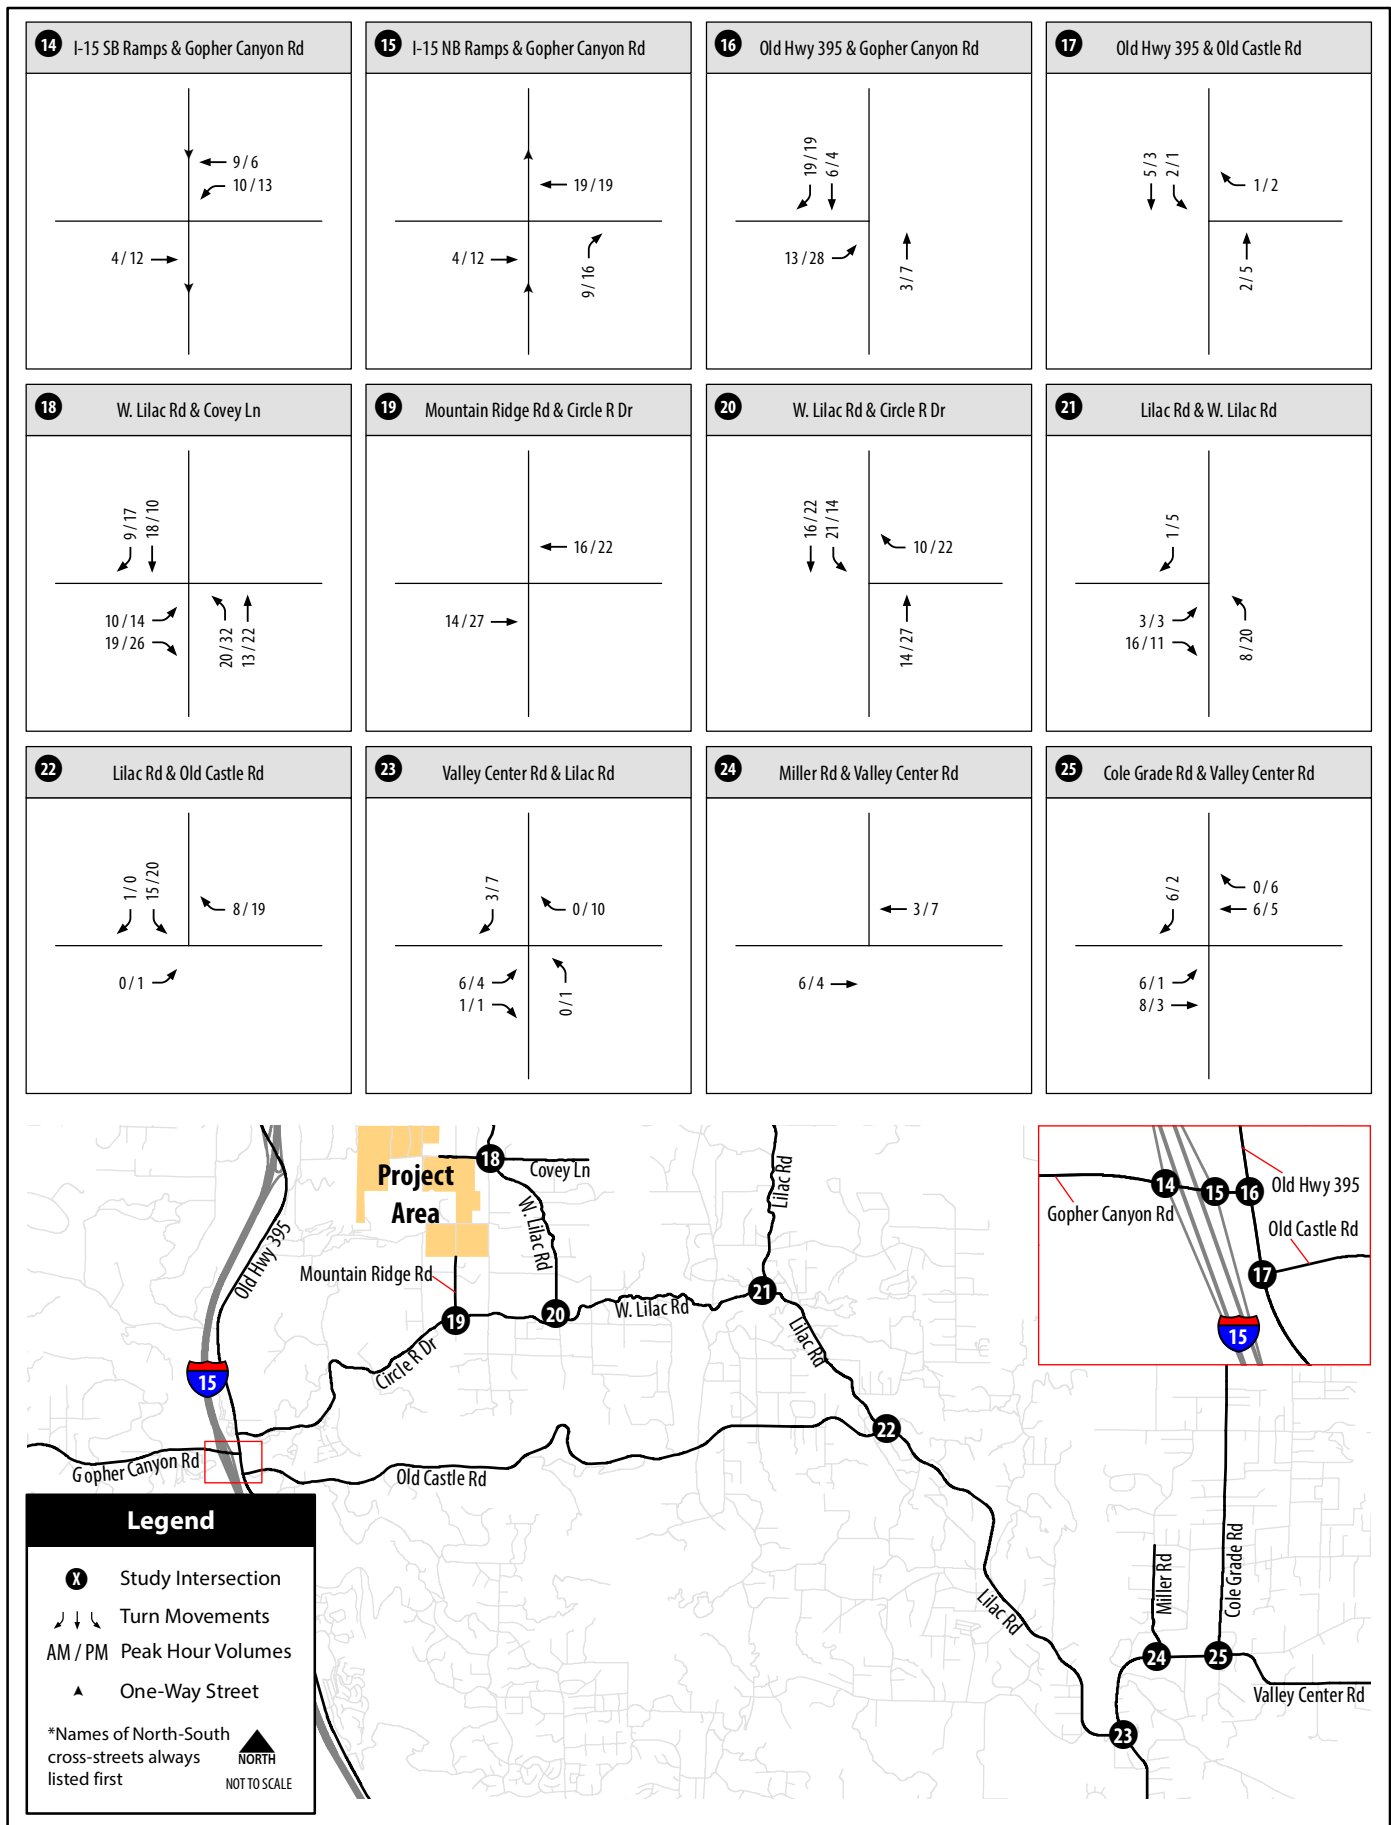 14 I-15 SB Ramps & Gopher Canyon Rd
9 / 6
10 / 13
4 / 12
15 I-15 NB Ramps & Gopher Canyon Rd
19 / 19
4 / 12
9 / 16
16 Old Hwy 395 & Gopher Canyon Rd
19 / 19
6 / 4
13 / 28
3 / 7
17 Old Hwy 395 & Old Castle Rd
5 / 3
2 / 1
1 / 2
2 / 5
18 W. Lilac Rd & Covey Ln
9 / 17
18 / 10
10 / 14
19 / 26
20 / 32
13 / 22
19 Mountain Ridge Rd & Circle R Dr
16 / 22
14 / 27
20 W. Lilac Rd & Circle R Dr
16 / 22
21 / 14
10 / 22
14 / 27
21 Lilac Rd & W. Lilac Rd
1 / 5
3 / 3
16 / 11
8 / 20
22 Lilac Rd & Old Castle Rd
1 / 0
15 / 20
8 / 19
0 / 1
23 Valley Center Rd & Lilac Rd
3 / 7
0 / 10
6 / 4
1 / 1
0 / 1
24 Miller Rd & Valley Center Rd
3 / 7
6 / 4
25 Cole Grade Rd & Valley Center Rd
6 / 2
0 / 6
6 / 5
6 / 1
8 / 3
Project
Area
18
Covey Ln
W. Lilac Rd
Lilac Rd
Old Hwy 395
Mountain Ridge Rd
19
20
W. Lilac Rd
21
Lilac Rd
Circle R Dr
15
22
Gopher Canyon Rd
Old Castle Rd
14
15
16
Old Hwy 395
Gopher Canyon Rd
Old Castle Rd
17
15
Lilac Rd
Miller Rd
Cole Grade Rd
24
25
Valley Center Rd
23
Legend
X Study Intersection
Turn Movements
AM / PM Peak Hour Volumes
One-Way Street
*Names of North-South
cross-streets always
listed first
NORTH
NOT TO SCALE